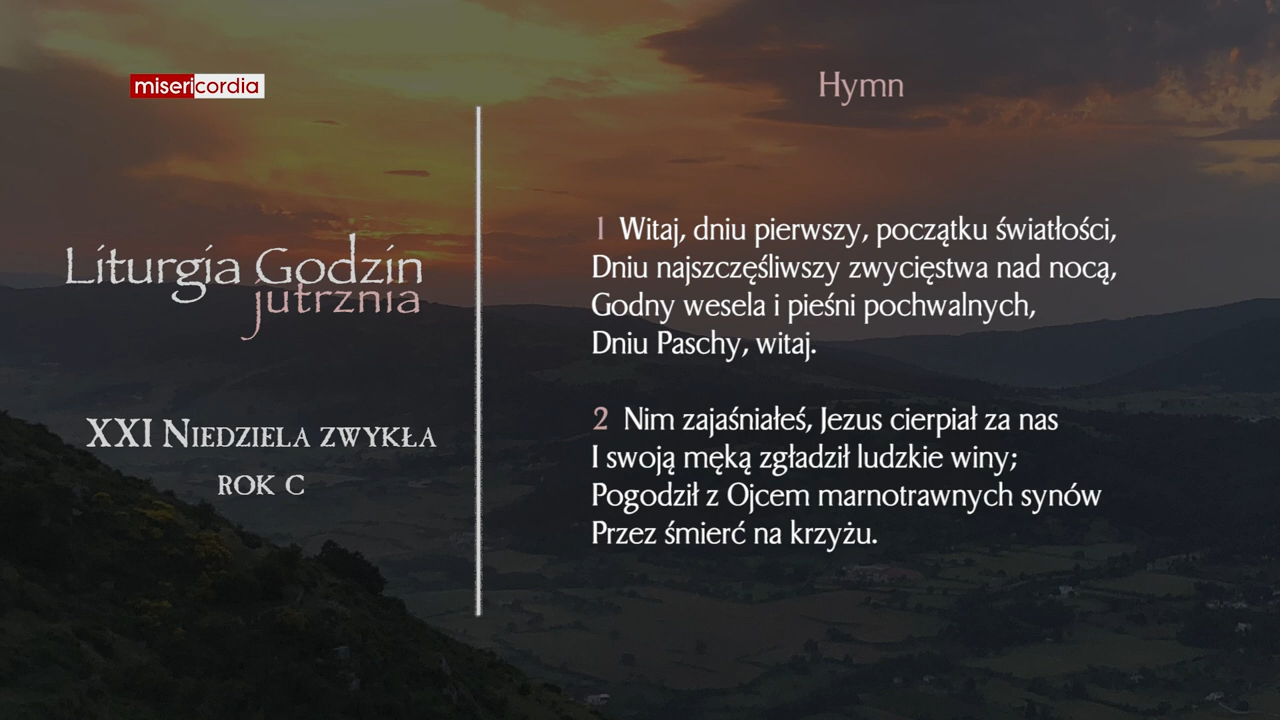 misericordia
Liturgia Godzin
jutrznia
XXI Niedziela zwykła
rok C
Hymn
1 Witaj, dniu pierwszy, początku światłości,
Dniu najszczęśliwszy zwycięstwa nad nocą,
Godny wesela i pieśni pochwalnych,
Dniu Paschy, witaj.
2 Nim zajaśniałeś, Jezus cierpiał za nas
I swoją męką zgładził ludzkie winy;
Pogodził z Ojcem marnotrawnych synów
Przez śmierć na krzyżu.